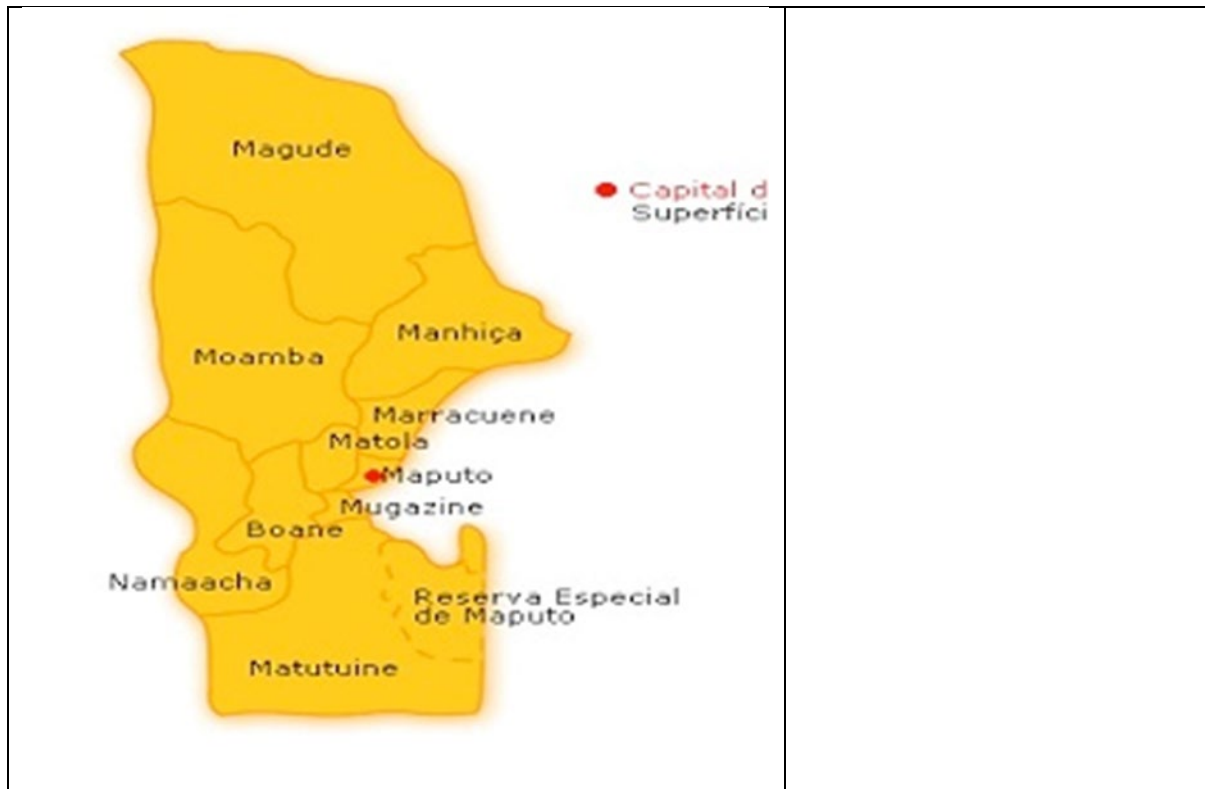 Magude
Capital d
Superfíci
Manhiça
Moamba
Marracuene
Matola
Maputo
Mugazine
Boane
Namaacha
Reserva Especial
de Maputo
Matutuine